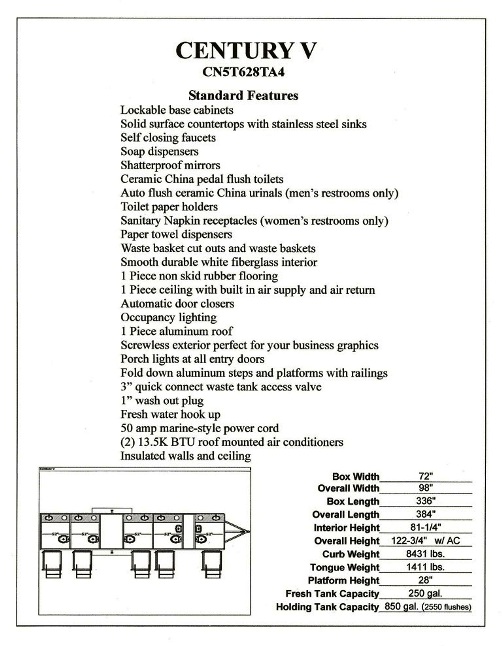 CENTURY V
CN5T628TA4
Standard Features
Lockable base cabinets
Solid surface countertops with stainless steel sinks
Self closing faucets
Soap dispensers
Shatterproof mirrors
Ceramic China pedal flush toilets
Auto flush ceramic China urinals (men's restrooms only)
Toilet paper holders
Sanitary Napkin receptacles (women's restrooms only)
Paper towel dispensers
Waste basket cut outs and waste baskets
Smooth durable white fiberglass interior
1 Piece non skid rubber flooring
1 Piece ceiling with built in air supply and air return
Automatic door closers
Occupancy lighting
1 Piece aluminum roof
Screwless exterior perfect for your business graphics
Porch lights at all entry doors
Fold down aluminum steps and platforms with railings
3" quick connect waste tank access valve
1" wash out plug
Fresh water hook up
50 amp marine-style power cord
(2) 13.5K BTU roof mounted air conditioners
Insulated walls and ceiling
Box Width 72"
Overall Width 98"
Box Length 336"
Overall Length 384"
Interior Height 81-1/4"
Overall Height 122-3/4" w/ AC
Curb Weight 8431 lbs.
Tongue Weight 1411 lbs.
Platform Height 28"
Fresh Tank Capacity 250 gal.
Holding Tank Capacity 850 gal. (2550 flushes)